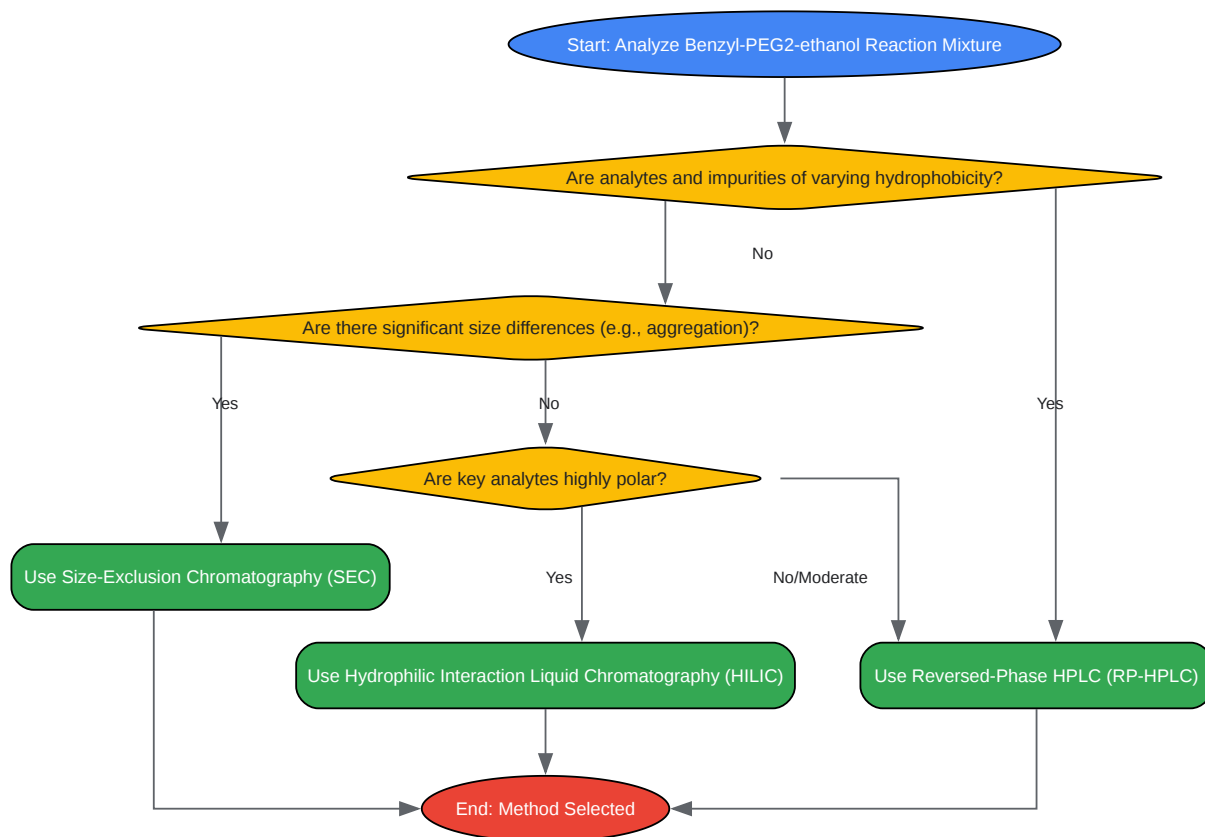 Start: Analyze Benzyl-PEG2-ethanol Reaction Mixture
Are analytes and impurities of varying hydrophobicity?
No
Are there significant size differences (e.g., aggregation)?
Yes
No
Yes
Are key analytes highly polar?
Use Size-Exclusion Chromatography (SEC)
Yes
No/Moderate
Use Hydrophilic Interaction Liquid Chromatography (HILIC)
Use Reversed-Phase HPLC (RP-HPLC)
End: Method Selected